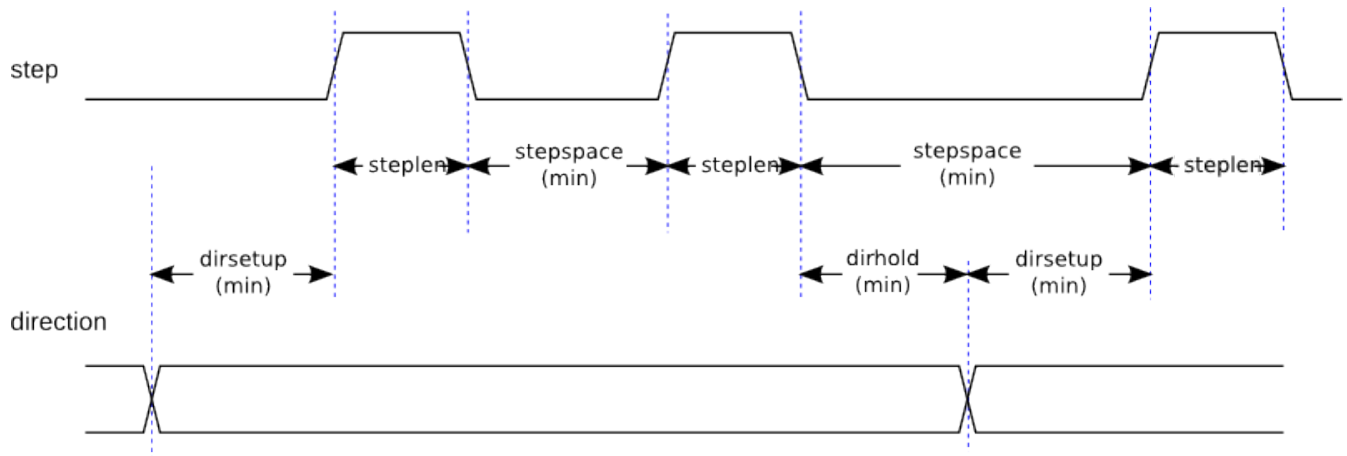 step
steplen
stepspace
(min)
steplen
stepspace
(min)
steplen
dirsetup
(min)
dirhold
(min)
dirsetup
(min)
direction